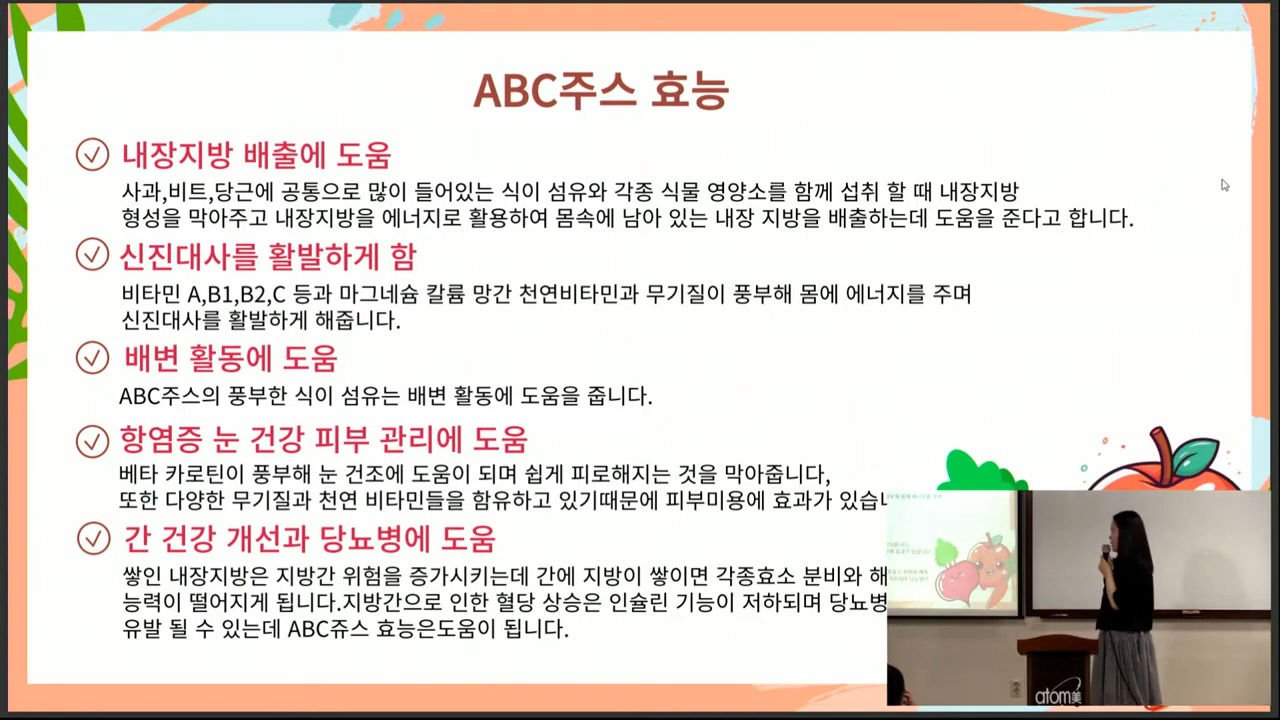 ABC주스 효능
내장지방 배출에 도움
사과,비트,당근에 공통으로 많이 들어있는 식이 섬유와 각종 식물 영양소를 함께 섭취 할 때 내장지방
형성을 막아주고 내장지방을 에너지로 활용하여 몸속에 남아 있는 내장 지방을 배출하는데 도움을 준다고 합니다.
신진대사를 활발하게 함
비타민 A,B1,B2,C 등과 마그네슘 칼륨 망간 천연비타민과 무기질이 풍부해 몸에 에너지를 주며
신진대사를 활발하게 해줍니다.
배변 활동에 도움
ABC주스의 풍부한 식이 섬유는 배변 활동에 도움을 줍니다.
항염증 눈 건강 피부 관리에 도움
베타 카로틴이 풍부해 눈 건조에 도움이 되며 쉽게 피로해지는 것을 막아줍니다,
또한 다양한 무기질과 천연 비타민들을 함유하고 있기때문에 피부미용에 효과가
간 건강 개선과 당뇨병에 도움
쌓인 내장지방은 지방간 위험을 증가시키는데 간에 지방이 쌓이면 각종효소 분비와
능력이 떨어지게 됩니다.지방간으로 인한 혈당 상승은 인슐린 기능이 저하되며
유발 될 수 있는데 ABC쥬스 효능은도움이 됩니다.
atom美